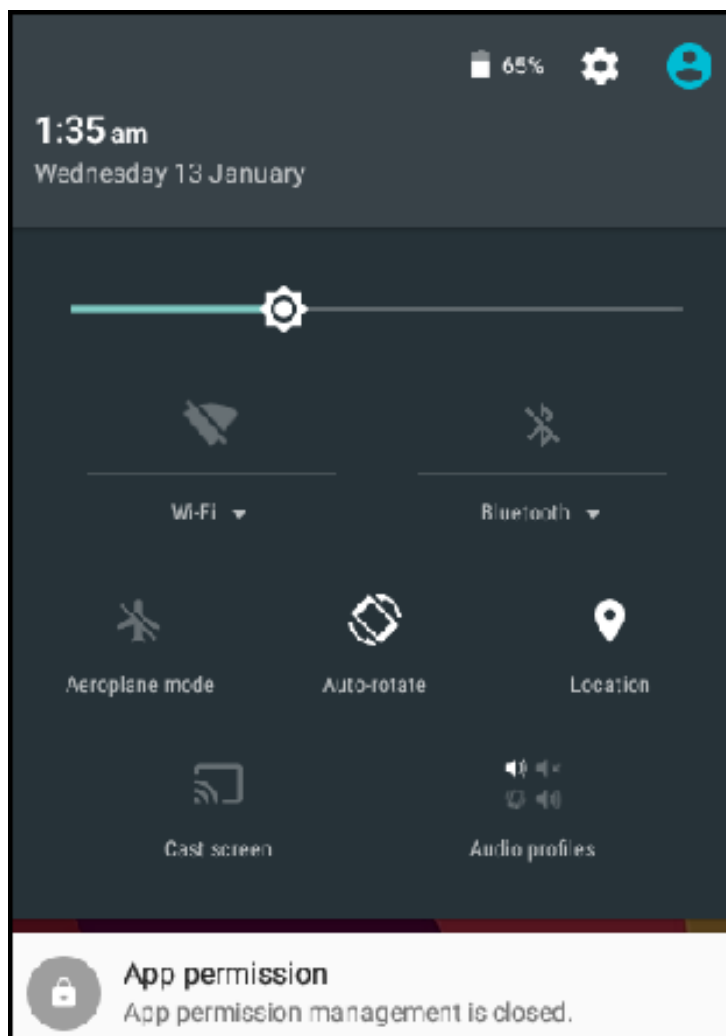 65%
1:35 am
Wednesday 13 January
Wi-Fi Bluetooth
Aeroplane mode Auto-rotate Location
Cast screen Audio profiles
App permission
App permission management is closed.